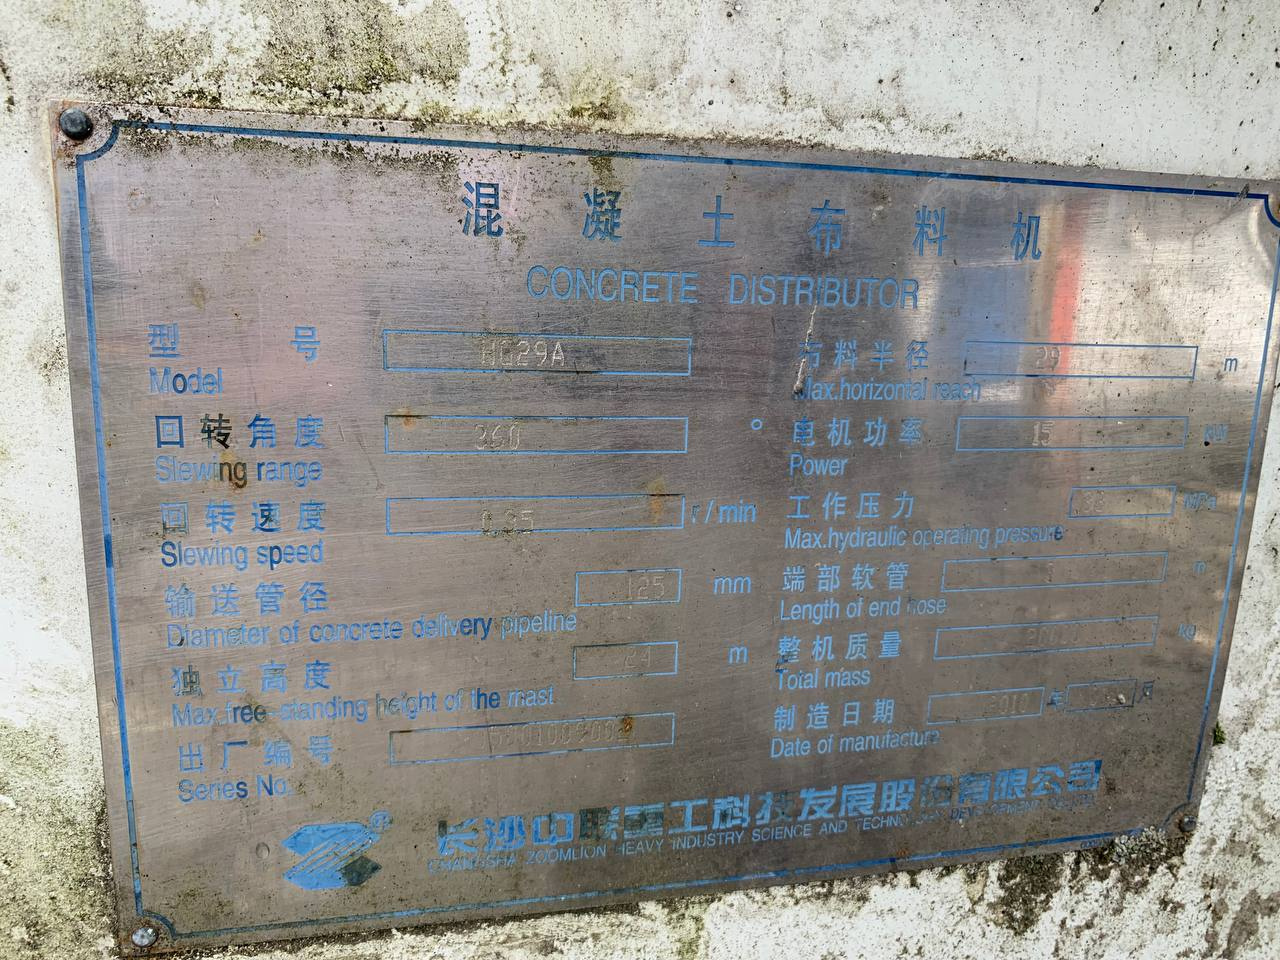 混凝土布料机
CONCRETE DISTRIBUTOR
型号 HG29A
Model
回转角度 360 °
Slewing range
回转速度 0.35 r/min
Slewing speed
输送管径 125 mm
Diameter of concrete delivery pipeline
独立高度 24 m
Max.free-standing height of the mast
出厂编号
Series No.
布料半径 29 m
Max.horizontal reach
电机功率 15 kW
Power
工作压力 MPa
Max.hydraulic operating pressure
端部软管 3 m
Length of end hose
整机质量 kg
Total mass
制造日期 2010 年 月
Date of manufacture
长沙中联重工科技发展股份有限公司
CHANGSHA ZOOMLION HEAVY INDUSTRY SCIENCE AND TECHNOLOGY DEVELOPMENT CO.,LTD.